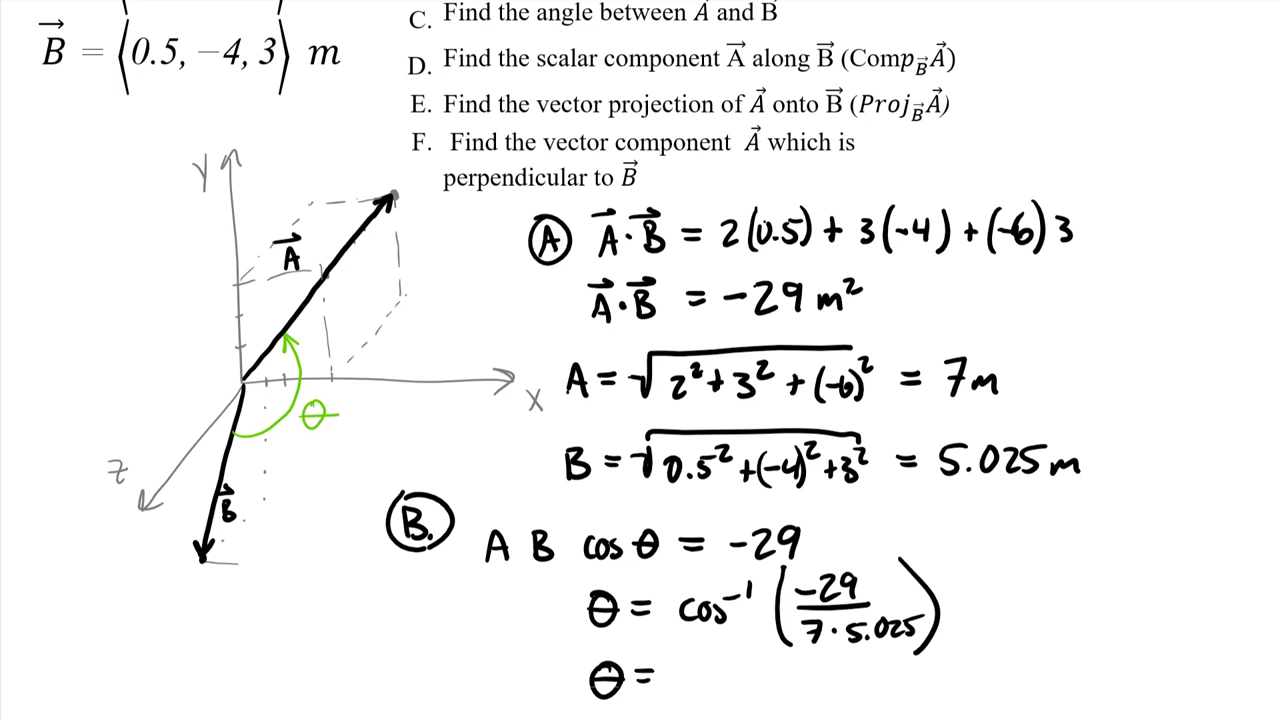 B⃗ = ⟨0.5, −4, 3⟩ m
C. Find the angle between A⃗ and B⃗
D. Find the scalar component A⃗ along B⃗ (Comp_B⃗ A⃗)
E. Find the vector projection of A⃗ onto B⃗ (Proj_B⃗ A⃗)
F. Find the vector component A⃗ which is
perpendicular to B⃗
Y
A⃗
θ
X
Z
B⃗
(A) A⃗·B⃗ = 2(0.5) + 3(-4) + (-6)3
A⃗·B⃗ = -29 m²
A = √(2² + 3² + (-6)²) = 7m
B = √(0.5² + (-4)² + 3²) = 5.025 m
(B.) A B cos θ = -29
θ = cos⁻¹ (-29 / 7·5.025)
θ =